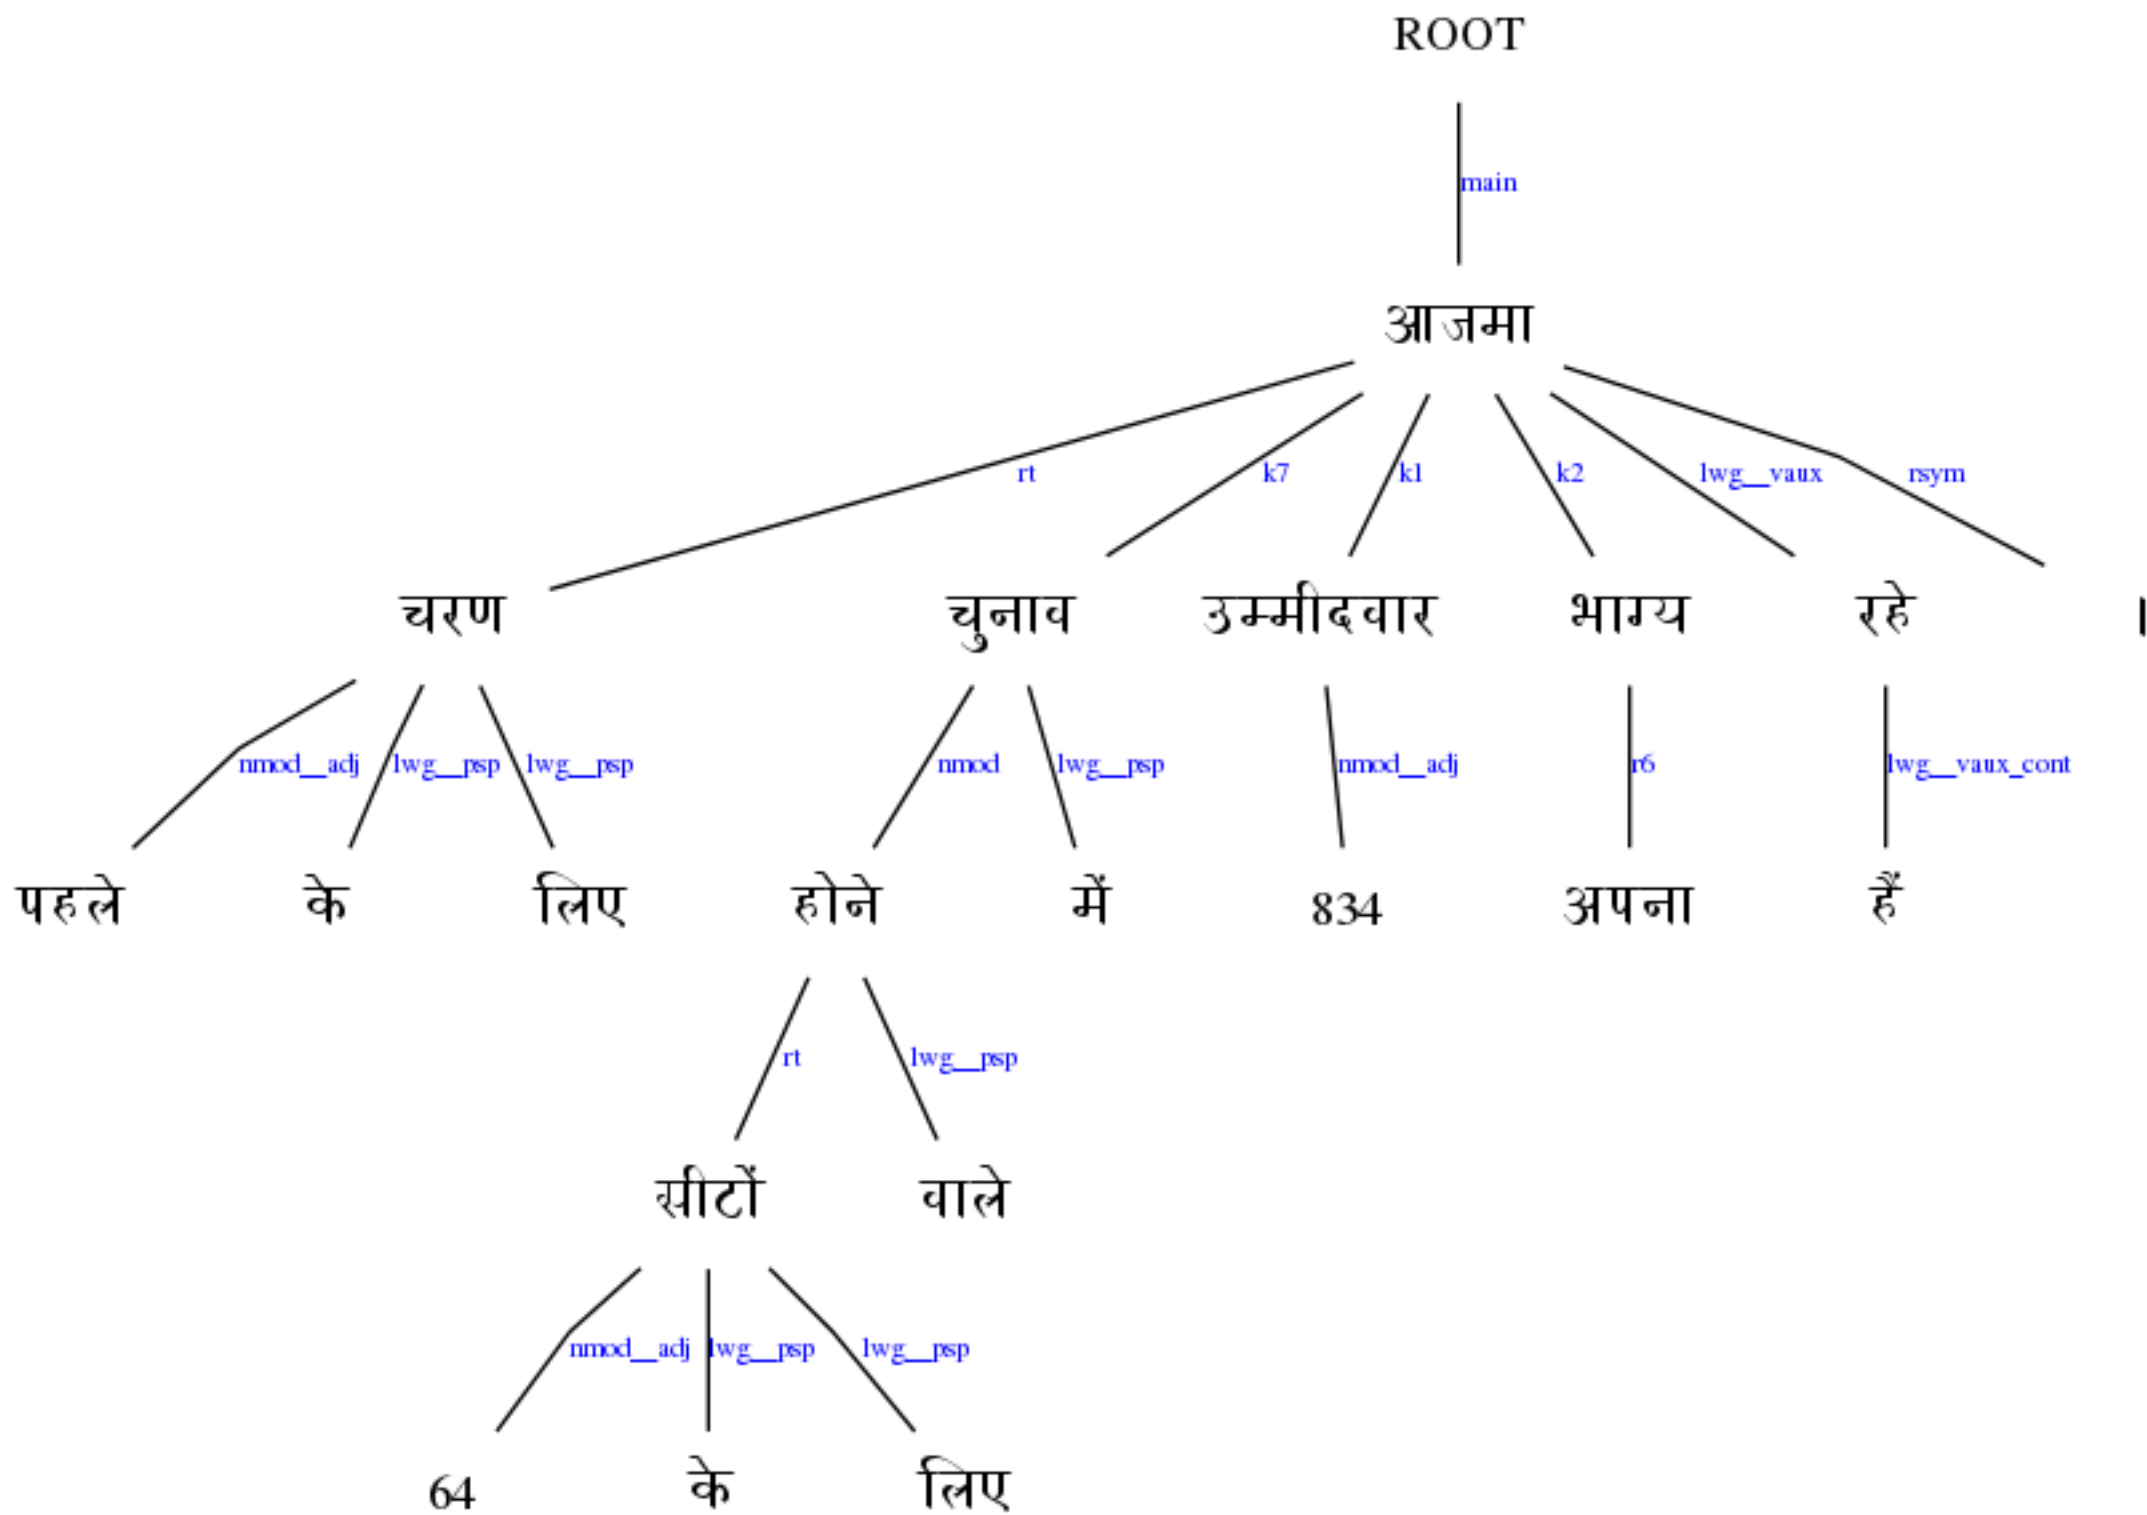 ROOT
main
आजमा
rt k7 k1 k2 lwg__vaux rsym
चरण चुनाव उम्मीदवार भाग्य रहे ।
nmod__adj lwg__psp lwg__psp nmod lwg__psp nmod__adj r6 lwg__vaux_cont
पहले के लिए होने में 834 अपना हैं
rt lwg__psp
सीटों वाले
nmod__adj lwg__psp lwg__psp
64 के लिए